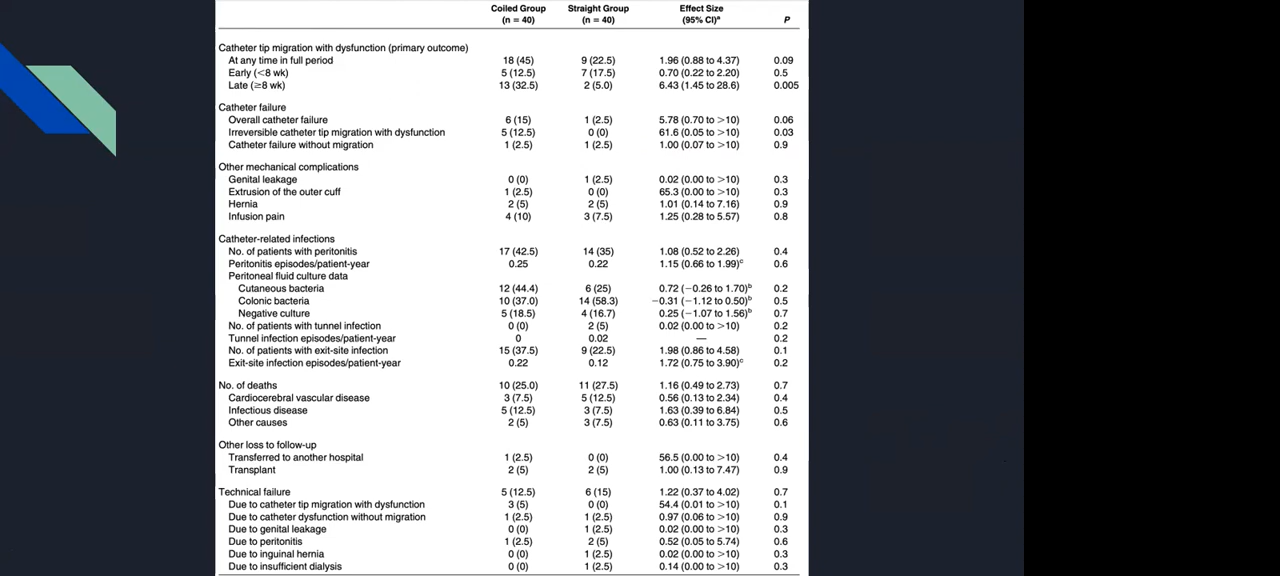 Coiled Group Straight Group Effect Size
(n = 40) (n = 40) (95% CI)ᵃ P
Catheter tip migration with dysfunction (primary outcome)
At any time in full period 18 (45) 9 (22.5) 1.96 (0.88 to 4.37) 0.09
Early (<8 wk) 5 (12.5) 7 (17.5) 0.70 (0.22 to 2.20) 0.5
Late (≥8 wk) 13 (32.5) 2 (5.0) 6.43 (1.45 to 28.6) 0.005
Catheter failure
Overall catheter failure 6 (15) 1 (2.5) 5.78 (0.70 to >10) 0.06
Irreversible catheter tip migration with dysfunction 5 (12.5) 0 (0) 61.6 (0.05 to >10) 0.03
Catheter failure without migration 1 (2.5) 1 (2.5) 1.00 (0.07 to >10) 0.9
Other mechanical complications
Genital leakage 0 (0) 1 (2.5) 0.02 (0.00 to >10) 0.3
Extrusion of the outer cuff 1 (2.5) 0 (0) 65.3 (0.00 to >10) 0.3
Hernia 2 (5) 2 (5) 1.01 (0.14 to 7.16) 0.9
Infusion pain 4 (10) 3 (7.5) 1.25 (0.28 to 5.57) 0.8
Catheter-related infections
No. of patients with peritonitis 17 (42.5) 14 (35) 1.08 (0.52 to 2.26) 0.4
Peritonitis episodes/patient-year 0.25 0.22 1.15 (0.66 to 1.99)ᶜ 0.6
Peritoneal fluid culture data
Cutaneous bacteria 12 (44.4) 6 (25) 0.72 (−0.26 to 1.70)ᵇ 0.2
Colonic bacteria 10 (37.0) 14 (58.3) −0.31 (−1.12 to 0.50)ᵇ 0.5
Negative culture 5 (18.5) 4 (16.7) 0.25 (−1.07 to 1.56)ᵇ 0.7
No. of patients with tunnel infection 0 (0) 2 (5) 0.02 (0.00 to >10) 0.2
Tunnel infection episodes/patient-year 0 0.02 — 0.2
No. of patients with exit-site infection 15 (37.5) 9 (22.5) 1.98 (0.86 to 4.58) 0.1
Exit-site infection episodes/patient-year 0.22 0.12 1.72 (0.75 to 3.90)ᶜ 0.2
No. of deaths 10 (25.0) 11 (27.5) 1.16 (0.49 to 2.73) 0.7
Cardiocerebral vascular disease 3 (7.5) 5 (12.5) 0.56 (0.13 to 2.34) 0.4
Infectious disease 5 (12.5) 3 (7.5) 1.63 (0.39 to 6.84) 0.5
Other causes 2 (5) 3 (7.5) 0.63 (0.11 to 3.75) 0.6
Other loss to follow-up
Transferred to another hospital 1 (2.5) 0 (0) 56.5 (0.00 to >10) 0.4
Transplant 2 (5) 2 (5) 1.00 (0.13 to 7.47) 0.9
Technical failure 5 (12.5) 6 (15) 1.22 (0.37 to 4.02) 0.7
Due to catheter tip migration with dysfunction 3 (5) 0 (0) 54.4 (0.01 to >10) 0.1
Due to catheter dysfunction without migration 1 (2.5) 1 (2.5) 0.97 (0.06 to >10) 0.9
Due to genital leakage 0 (0) 1 (2.5) 0.02 (0.00 to >10) 0.3
Due to peritonitis 1 (2.5) 2 (5) 0.52 (0.05 to 5.74) 0.6
Due to inguinal hernia 0 (0) 1 (2.5) 0.02 (0.00 to >10) 0.3
Due to insufficient dialysis 0 (0) 1 (2.5) 0.14 (0.00 to >10) 0.3